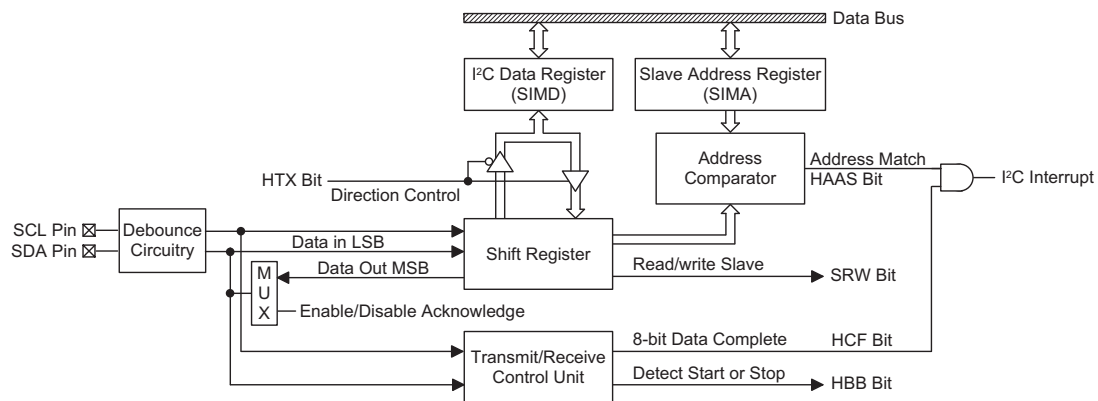 Data Bus
I²C Data Register
(SIMD)
Slave Address Register
(SIMA)
HTX Bit
Direction Control
Address
Comparator
Address Match
HAAS Bit
I²C Interrupt
SCL Pin
SDA Pin
Debounce
Circuitry
Data in LSB
Shift Register
Data Out MSB
M
U
X
Read/write Slave
SRW Bit
Enable/Disable Acknowledge
Transmit/Receive
Control Unit
8-bit Data Complete
HCF Bit
Detect Start or Stop
HBB Bit